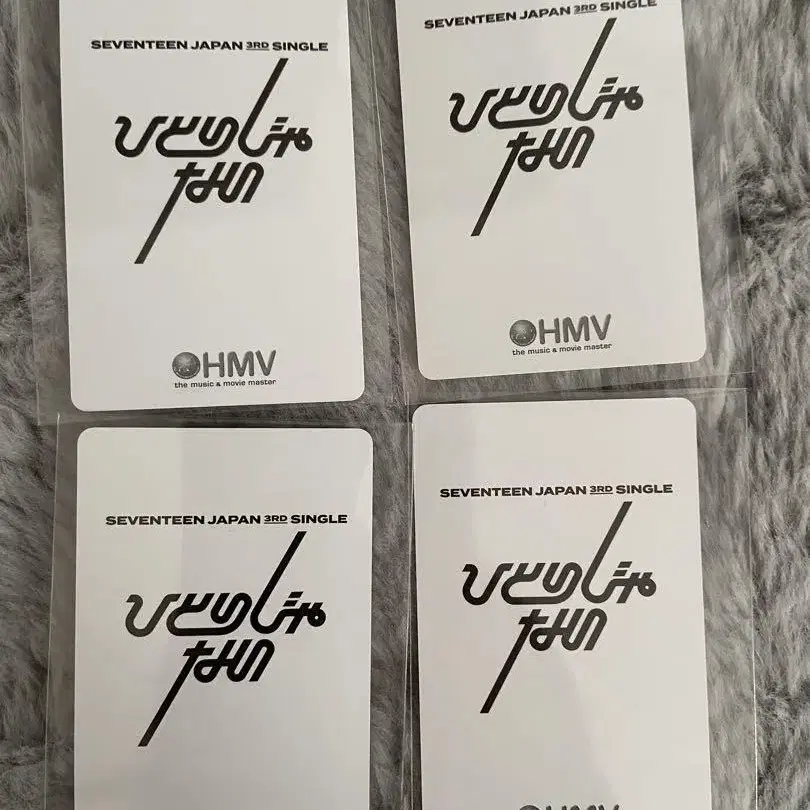 SEVENTEEN JAPAN 3RD SINGLE
ひとりじゃ
ない
HMV
the music & movie master
SEVENTEEN JAPAN 3RD SINGLE
ひとりじゃ
ない
HMV
the music & movie master
SEVENTEEN JAPAN 3RD SINGLE
ひとりじゃ
ない
SEVENTEEN JAPAN 3RD SINGLE
ひとりじゃ
ない
HMV